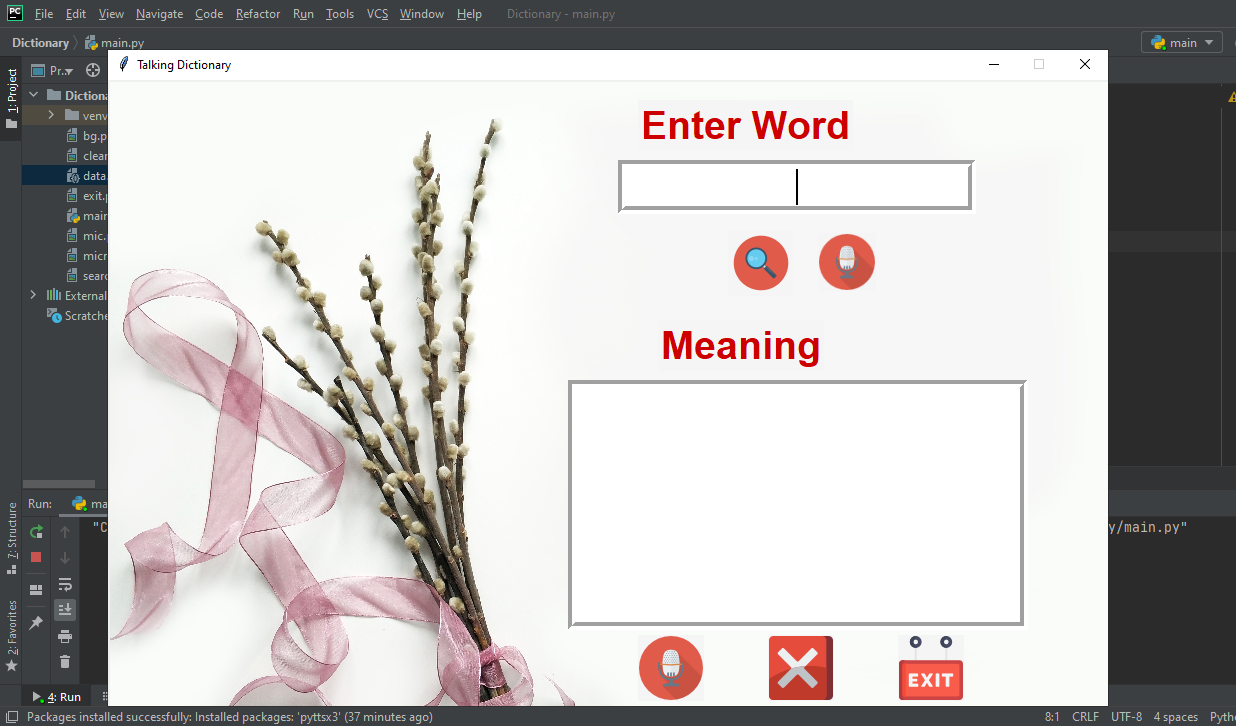 PC File Edit View Navigate Code Refactor Run Tools VCS Window Help Dictionary - main.py
Dictionary main.py main
Talking Dictionary
1: Project
Pr..
Enter Word
Dictiona
venv
bg.p
clear
data.
exit.p
main
mic.
micr
searc
External
Scratche
Meaning
Run: ma
"C y/main.py"
Z: Structure
2: Favorites
EXIT
4: Run
Packages installed successfully: Installed packages: 'pyttsx3' (37 minutes ago) 8:1 CRLF UTF-8 4 spaces Pytho